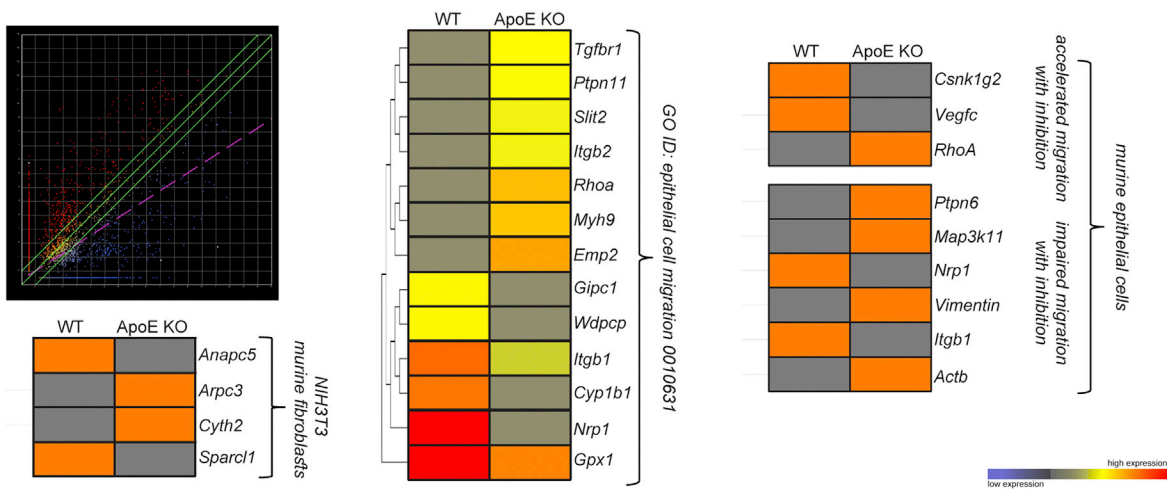 WT ApoE KO
Anapc5
Arpc3
Cyth2
Sparcl1
NIH3T3
murine fibroblasts
WT ApoE KO
Tgfbr1
Ptpn11
Slit2
Itgb2
Rhoa
Myh9
Emp2
Gipc1
Wdpcp
Itgb1
Cyp1b1
Nrp1
Gpx1
GO ID: epithelial cell migration 0010631
WT ApoE KO
Csnk1g2
Vegfc
RhoA
accelerated migration
with inhibition
Ptpn6
Map3k11
Nrp1
Vimentin
Itgb1
Actb
impaired migration
with inhibition
murine epithelial cells
high expression
low expression